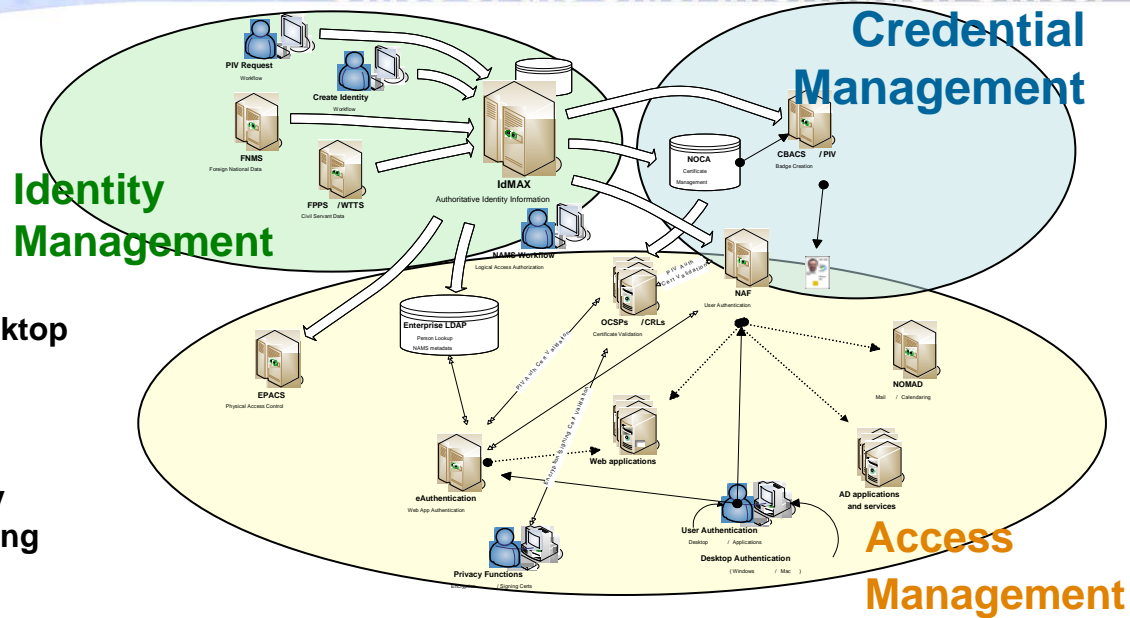 Credential
Management
PIV Request
Workflow
Create Identity
Workflow
FNMS
Foreign National Data
FPPS /WTTS
Civil Servant Data
IdMAX
Authoritative Identity Information
NOCA
Certificate
Management
CBACS / PIV
Badge Creation
Identity
Management
NAMS Workflow
Logical Access Authorization
PIV Auth
Cert Validation
NAF
User Authentication
OCSPs /CRLs
Certificate Validation
Enterprise LDAP
Person Lookup
NAMS metadata
ktop
EPACS
Physical Access Control
PIV Auth Cert Validation
Encryption/Signing Cert Validation
NOMAD
Mail / Calendaring
Web applications
eAuthentication
Web App Authentication
AD applications
and services
y
ng
User Authentication
Desktop / Applications
Desktop Authentication
(Windows / Mac )
Privacy Functions
/ Signing Certs
Access
Management